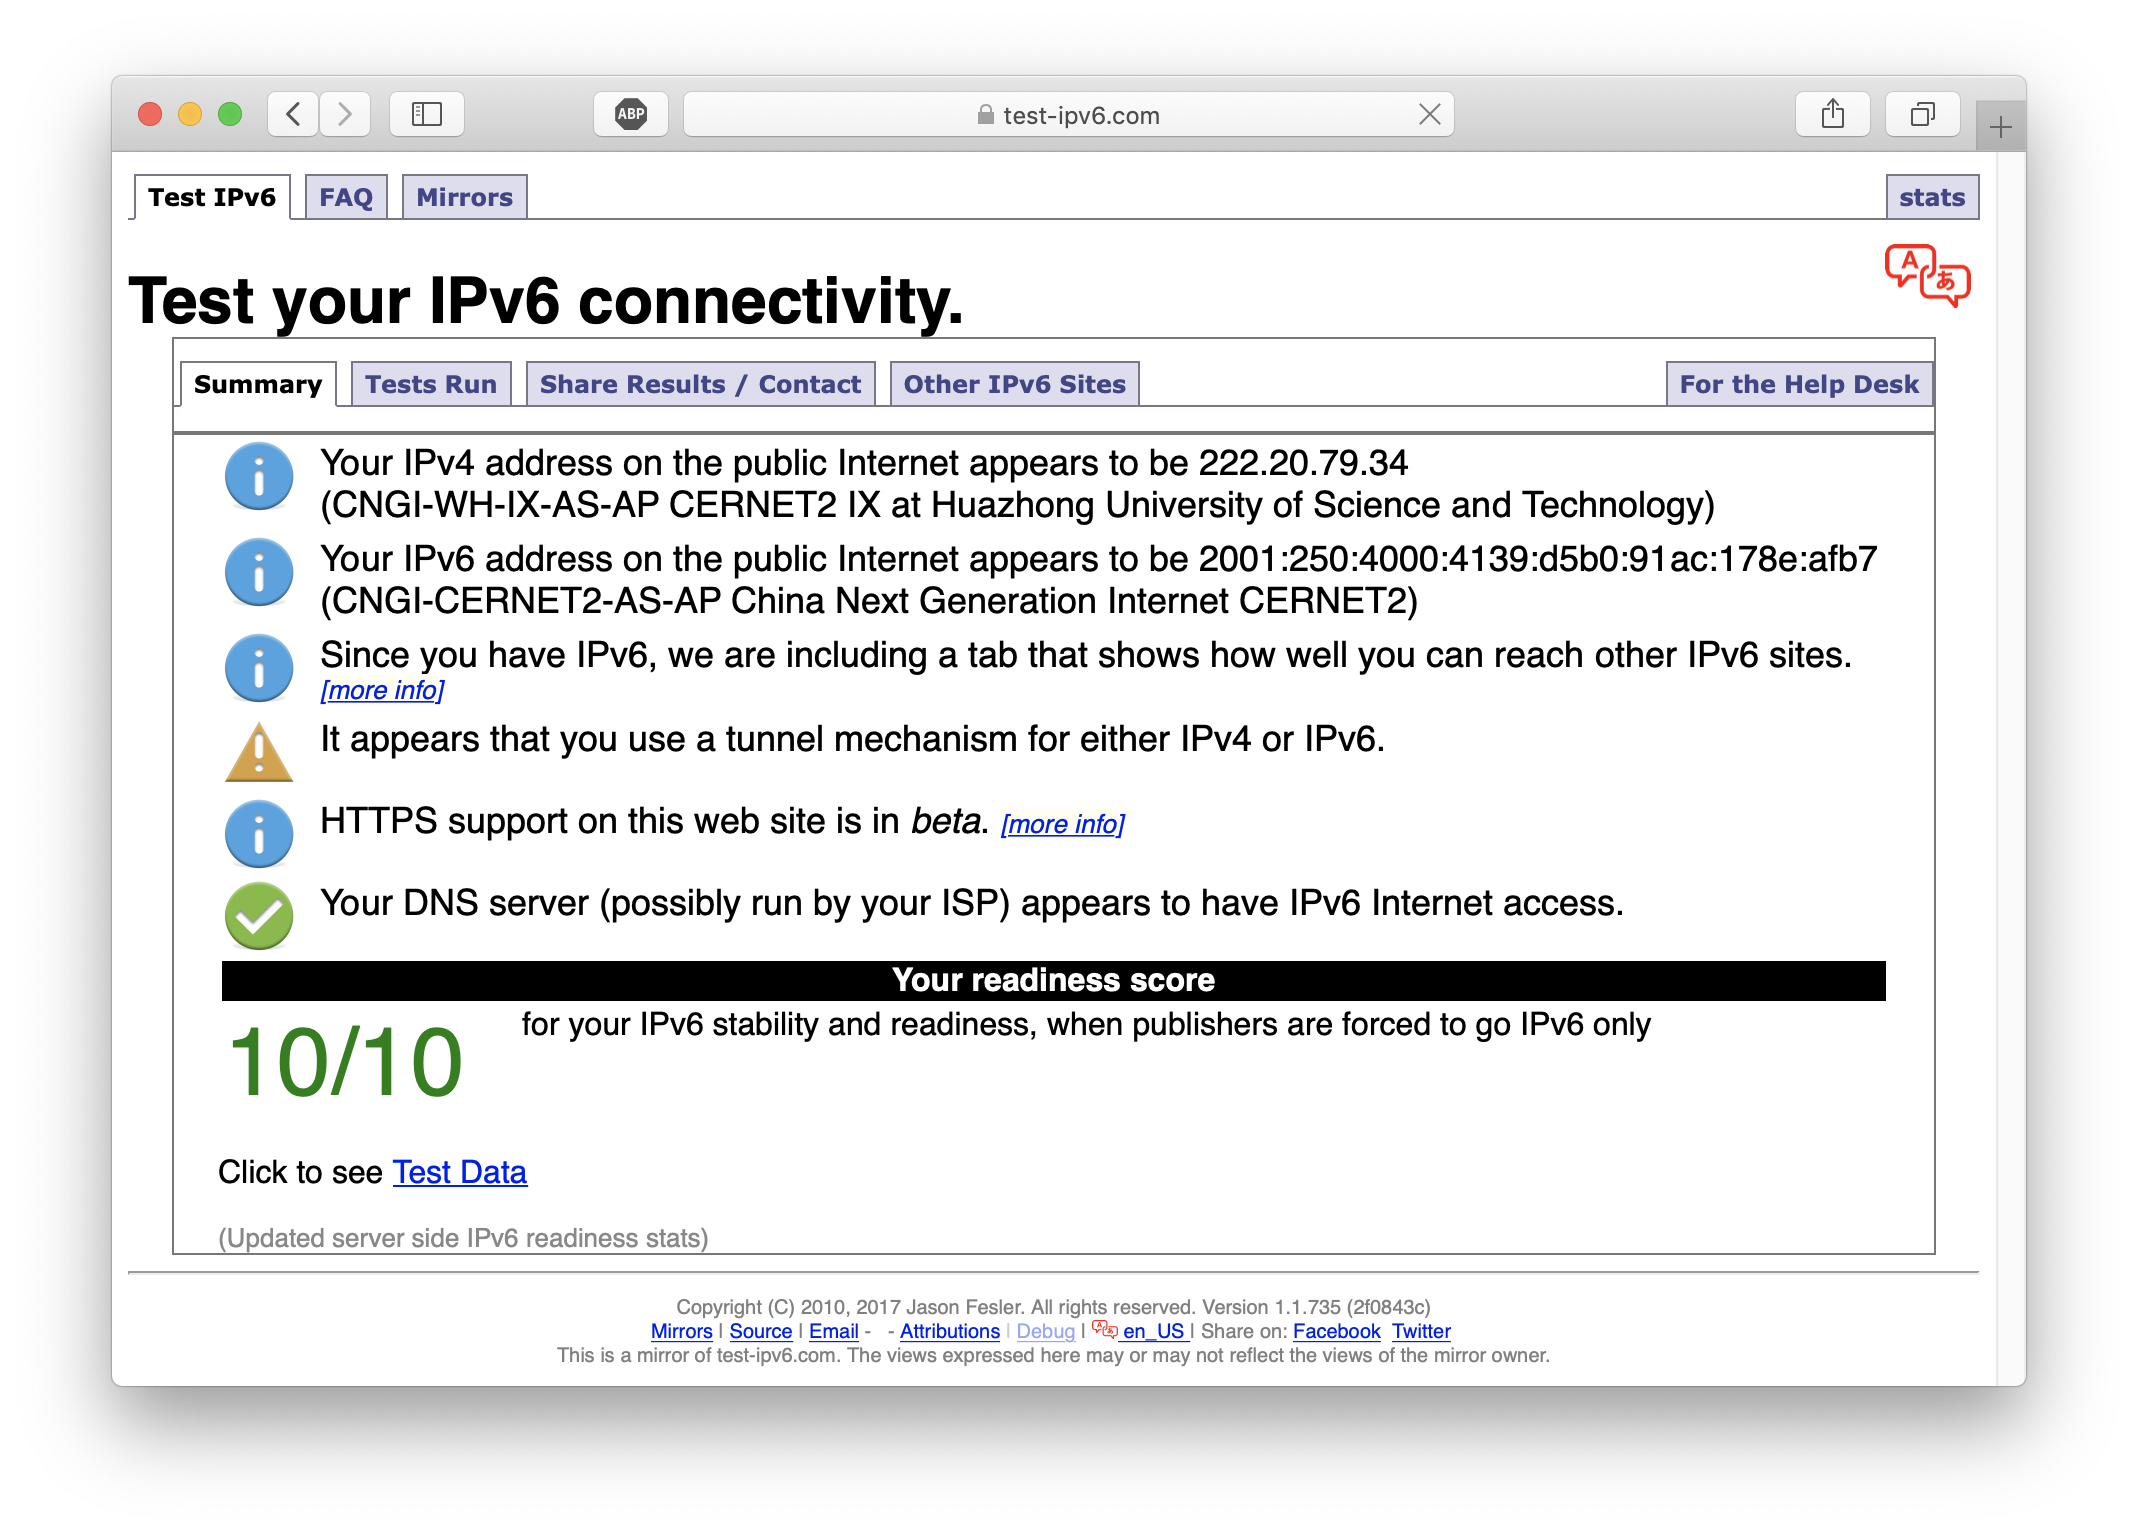 ABP
test-ipv6.com
Test IPv6 FAQ Mirrors stats
A あ
Test your IPv6 connectivity.
Summary Tests Run Share Results / Contact Other IPv6 Sites For the Help Desk
Your IPv4 address on the public Internet appears to be 222.20.79.34
(CNGI-WH-IX-AS-AP CERNET2 IX at Huazhong University of Science and Technology)
Your IPv6 address on the public Internet appears to be 2001:250:4000:4139:d5b0:91ac:178e:afb7
(CNGI-CERNET2-AS-AP China Next Generation Internet CERNET2)
Since you have IPv6, we are including a tab that shows how well you can reach other IPv6 sites.
[more info]
It appears that you use a tunnel mechanism for either IPv4 or IPv6.
HTTPS support on this web site is in beta. [more info]
Your DNS server (possibly run by your ISP) appears to have IPv6 Internet access.
Your readiness score
10/10 for your IPv6 stability and readiness, when publishers are forced to go IPv6 only
Click to see Test Data
(Updated server side IPv6 readiness stats)
Copyright (C) 2010, 2017 Jason Fesler. All rights reserved. Version 1.1.735 (2f0843c)
Mirrors | Source | Email - - Attributions | Debug | en_US | Share on: Facebook Twitter
This is a mirror of test-ipv6.com. The views expressed here may or may not reflect the views of the mirror owner.